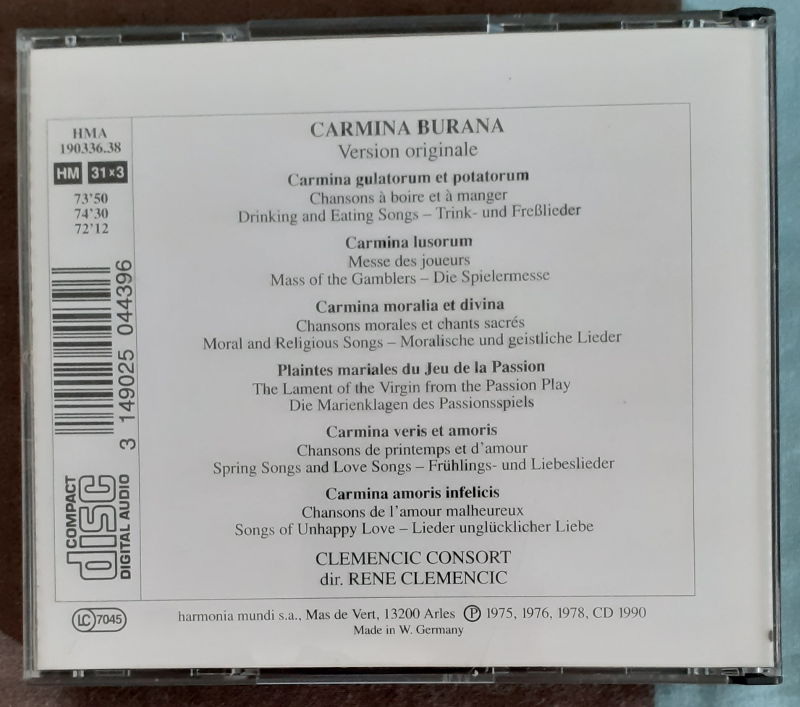 HMA
190336.38
HM 31×3
73'50
74'30
72'12
3 149025 044396
COMPACT
disc
DIGITAL AUDIO
CARMINA BURANA
Version originale
Carmina gulatorum et potatorum
Chansons à boire et à manger
Drinking and Eating Songs – Trink- und Freßlieder
Carmina lusorum
Messe des joueurs
Mass of the Gamblers – Die Spielermesse
Carmina moralia et divina
Chansons morales et chants sacrés
Moral and Religious Songs – Moralische und geistliche Lieder
Plaintes mariales du Jeu de la Passion
The Lament of the Virgin from the Passion Play
Die Marienklagen des Passionsspiels
Carmina veris et amoris
Chansons de printemps et d'amour
Spring Songs and Love Songs – Frühlings- und Liebeslieder
Carmina amoris infelicis
Chansons de l'amour malheureux
Songs of Unhappy Love – Lieder unglücklicher Liebe
CLEMENCIC CONSORT
dir. RENE CLEMENCIC
LC 7045
harmonia mundi s.a., Mas de Vert, 13200 Arles ℗ 1975, 1976, 1978, CD 1990
Made in W. Germany